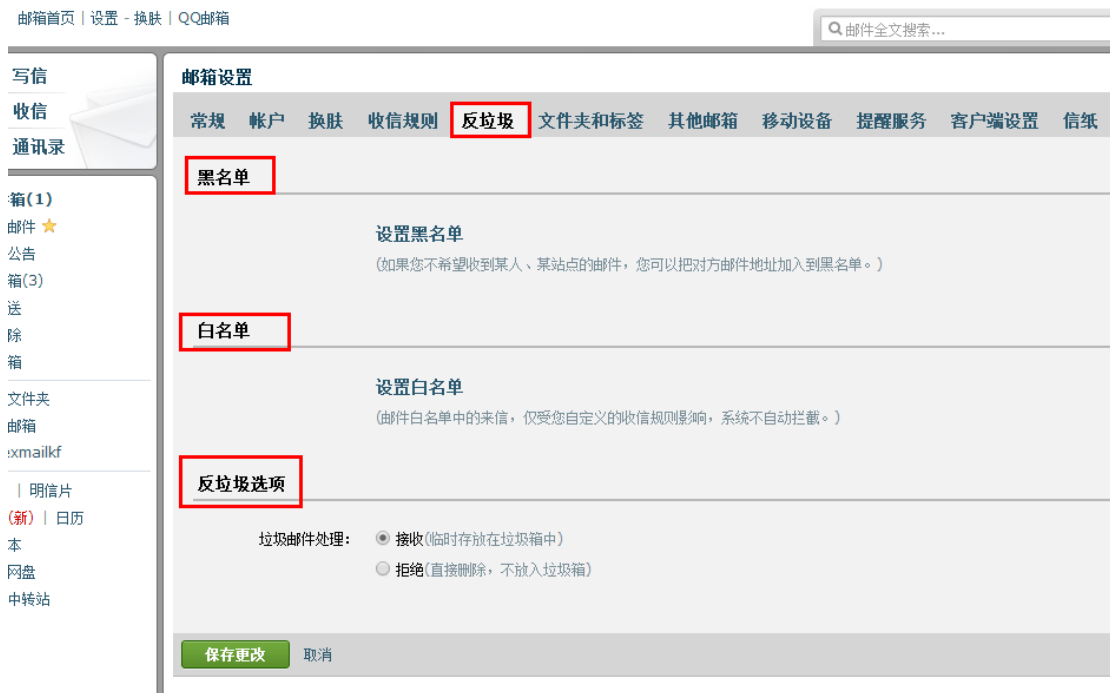 邮箱首页 | 设置 - 换肤 | QQ邮箱
邮件全文搜索...
写信
收信
通讯录
箱(1)
邮件
公告
箱(3)
送
除
箱
文件夹
邮箱
exmailkf
| 明信片
(新) | 日历
本
网盘
中转站
邮箱设置
常规 帐户 换肤 收信规则 反垃圾 文件夹和标签 其他邮箱 移动设备 提醒服务 客户端设置 信纸
黑名单
设置黑名单
(如果您不希望收到某人、某站点的邮件，您可以把对方邮件地址加入到黑名单。)
白名单
设置白名单
(邮件白名单中的来信，仅受您自定义的收信规则影响，系统不自动拦截。)
反垃圾选项
垃圾邮件处理： 接收(临时存放在垃圾箱中)
拒绝(直接删除，不放入垃圾箱)
保存更改 取消